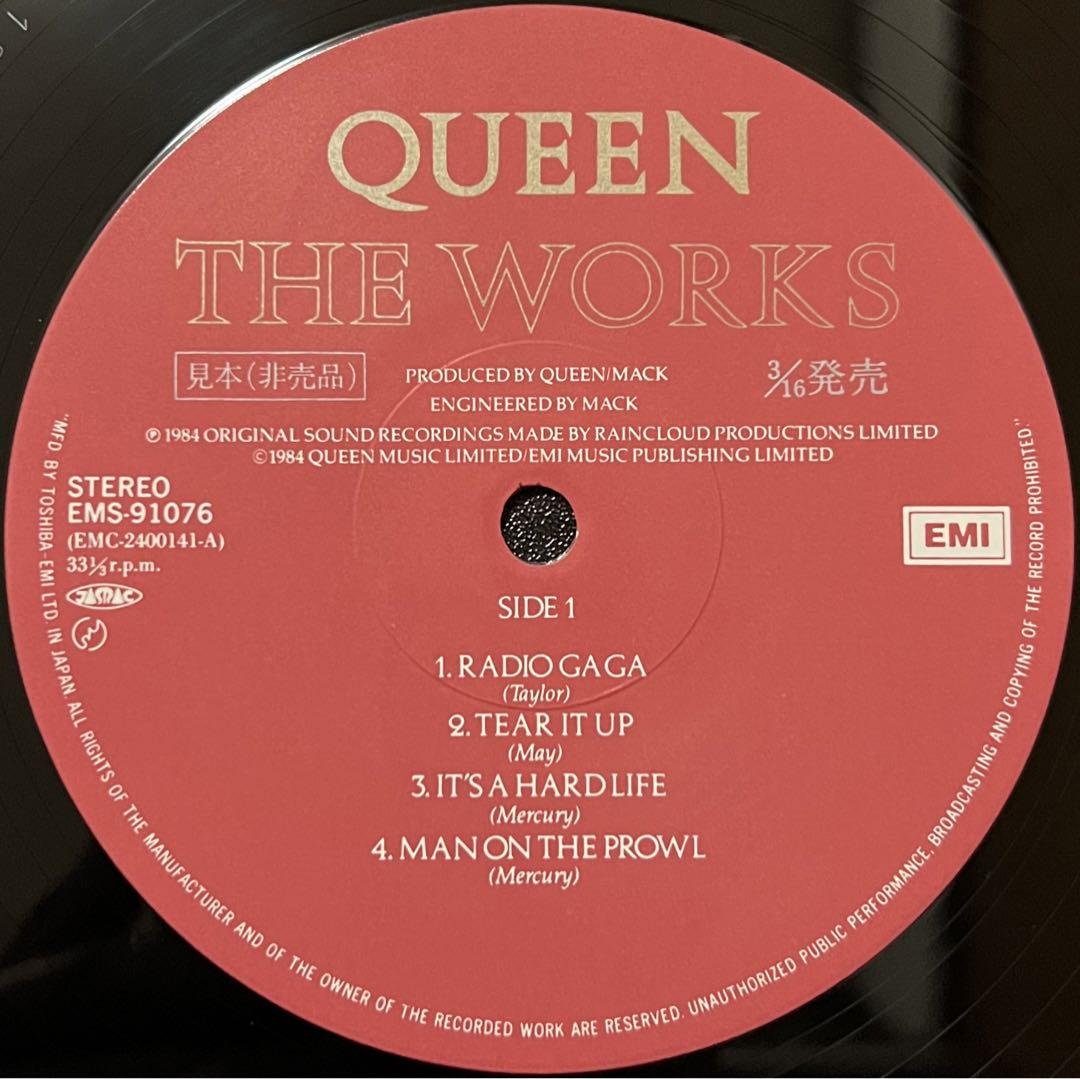 QUEEN
THE WORKS
見本(非売品)
PRODUCED BY QUEEN/MACK
3/16発売
ENGINEERED BY MACK
℗1984 ORIGINAL SOUND RECORDINGS MADE BY RAINCLOUD PRODUCTIONS LIMITED
©1984 QUEEN MUSIC LIMITED/EMI MUSIC PUBLISHING LIMITED
STEREO
EMS-91076
(EMC-2400141-A)
33⅓r.p.m.
JASRAC
EMI
SIDE 1
1. RADIO GA GA
(Taylor)
2. TEAR IT UP
(May)
3. IT'S A HARD LIFE
(Mercury)
4. MAN ON THE PROWL
(Mercury)
"MFD. BY TOSHIBA-EMI LTD. IN JAPAN. ALL RIGHTS OF THE MANUFACTURER AND OF THE OWNER OF THE RECORDED WORK ARE RESERVED. UNAUTHORIZED PUBLIC PERFORMANCE, BROADCASTING AND COPYING OF THE RECORD PROHIBITED."